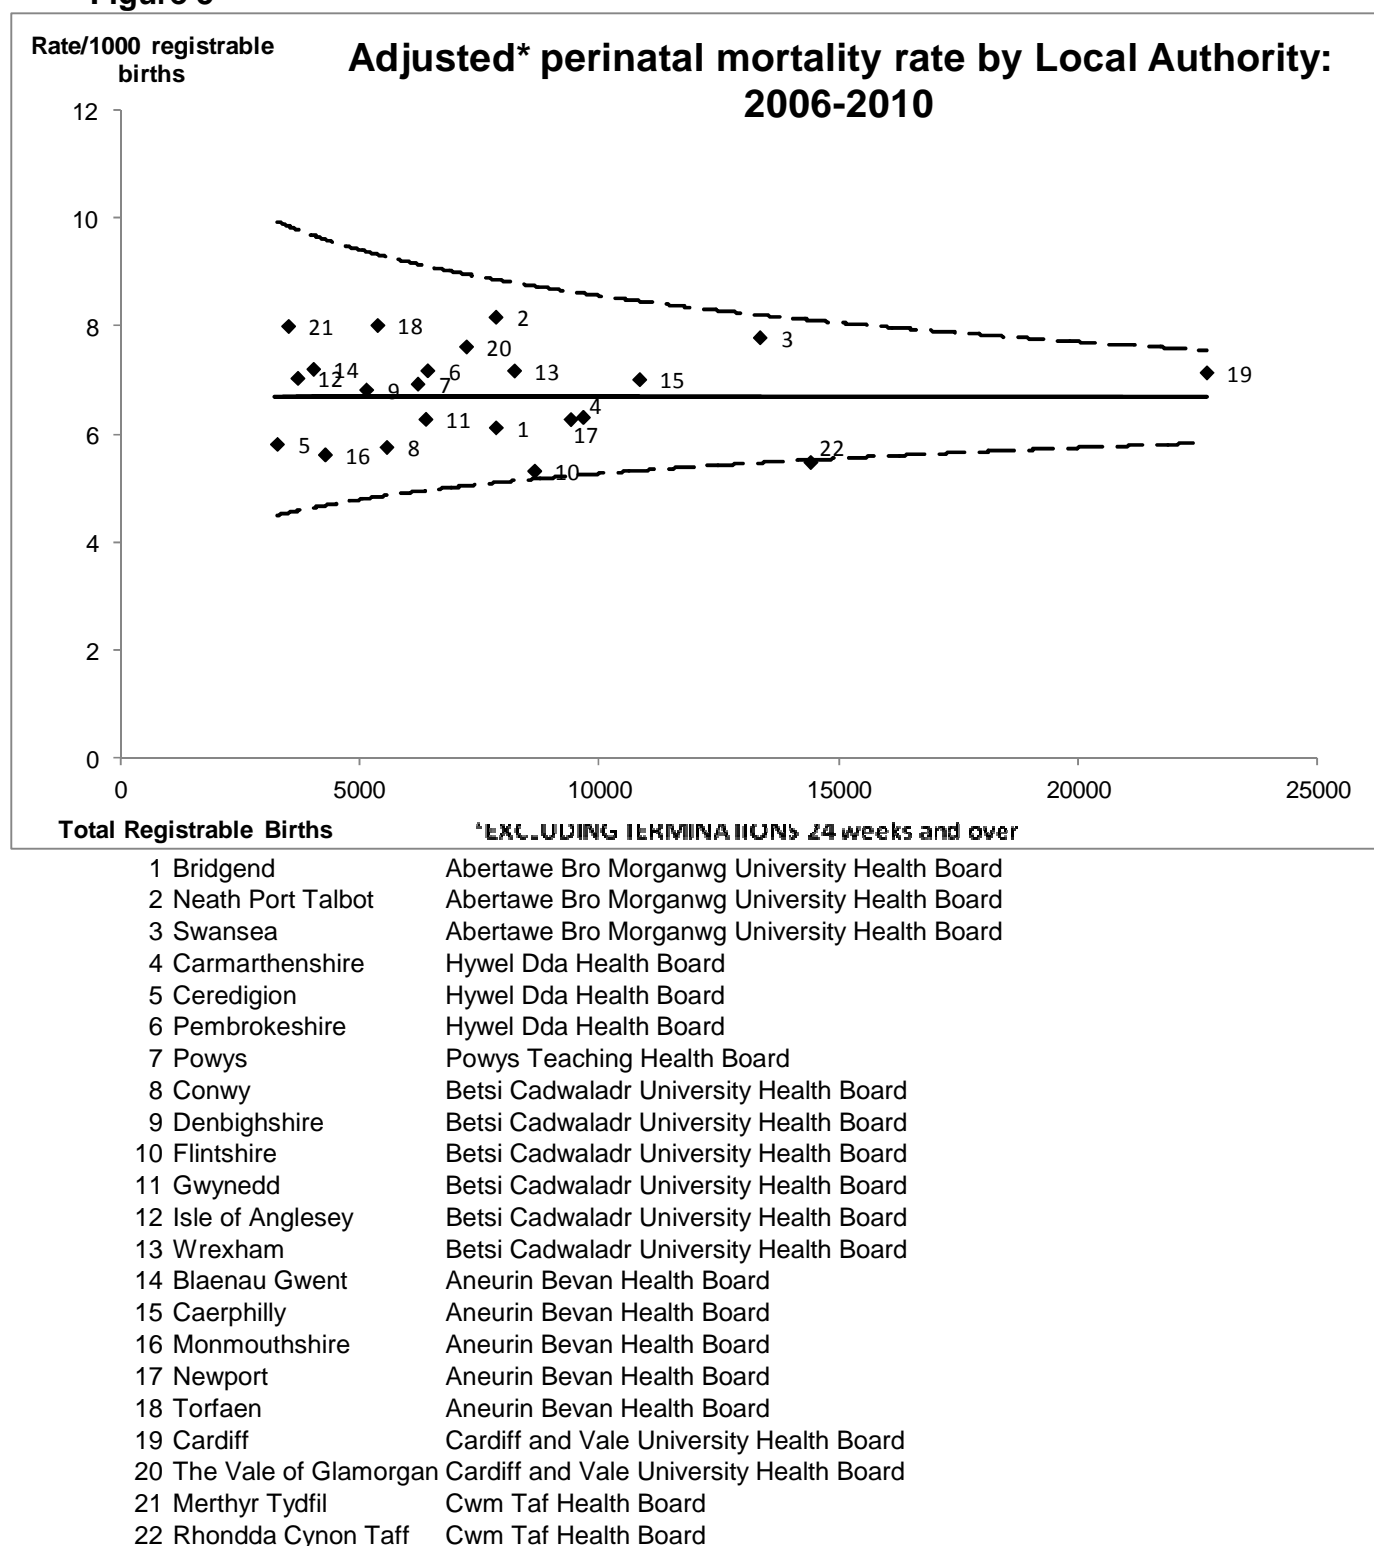 Rate/1000 registrable
births
Adjusted* perinatal mortality rate by Local Authority:
2006-2010
12
10
8
6
4
2
0
21
18
2
20
3
14
12
9
6
7
13
15
19
5
16
8
11
1
4
17
10
22
0 5000 10000 15000 20000 25000
Total Registrable Births *EXCLUDING TERMINATIONS 24 weeks and over
1 Bridgend Abertawe Bro Morganwg University Health Board
2 Neath Port Talbot Abertawe Bro Morganwg University Health Board
3 Swansea Abertawe Bro Morganwg University Health Board
4 Carmarthenshire Hywel Dda Health Board
5 Ceredigion Hywel Dda Health Board
6 Pembrokeshire Hywel Dda Health Board
7 Powys Powys Teaching Health Board
8 Conwy Betsi Cadwaladr University Health Board
9 Denbighshire Betsi Cadwaladr University Health Board
10 Flintshire Betsi Cadwaladr University Health Board
11 Gwynedd Betsi Cadwaladr University Health Board
12 Isle of Anglesey Betsi Cadwaladr University Health Board
13 Wrexham Betsi Cadwaladr University Health Board
14 Blaenau Gwent Aneurin Bevan Health Board
15 Caerphilly Aneurin Bevan Health Board
16 Monmouthshire Aneurin Bevan Health Board
17 Newport Aneurin Bevan Health Board
18 Torfaen Aneurin Bevan Health Board
19 Cardiff Cardiff and Vale University Health Board
20 The Vale of Glamorgan Cardiff and Vale University Health Board
21 Merthyr Tydfil Cwm Taf Health Board
22 Rhondda Cynon Taff Cwm Taf Health Board